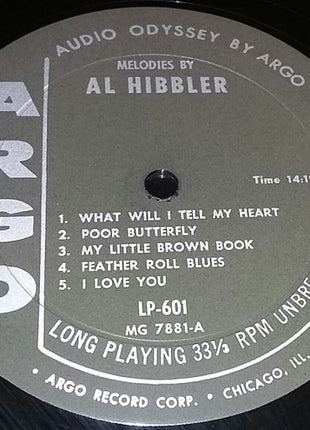 AUDIO ODYSSEY BY ARGO
ARGO
MELODIES BY
AL HIBBLER
Time 14:1
1. WHAT WILL I TELL MY HEART
2. POOR BUTTERFLY
3. MY LITTLE BROWN BOOK
4. FEATHER ROLL BLUES
5. I LOVE YOU
LP-601
MG 7881-A
LONG PLAYING 33⅓ RPM UNBRE
• ARGO RECORD CORP. • CHICAGO, ILL.